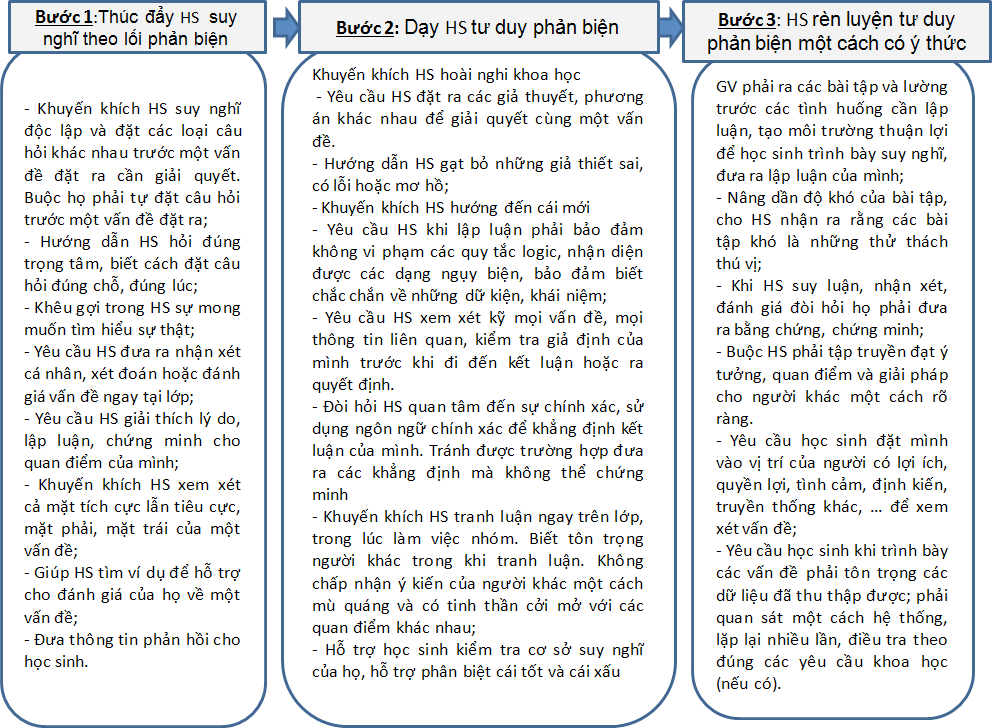 Bước 1:Thúc đẩy HS suy
nghĩ theo lối phản biện
- Khuyến khích HS suy nghĩ
độc lập và đặt các loại câu
hỏi khác nhau trước một vấn
đề đặt ra cần giải quyết.
Buộc họ phải tự đặt câu hỏi
trước một vấn đề đặt ra;
- Hướng dẫn HS hỏi đúng
trọng tâm, biết cách đặt câu
hỏi đúng chỗ, đúng lúc;
- Khêu gợi trong HS sự mong
muốn tìm hiểu sự thật;
- Yêu cầu HS đưa ra nhận xét
cá nhân, xét đoán hoặc đánh
giá vấn đề ngay tại lớp;
- Yêu cầu HS giải thích lý do,
lập luận, chứng minh cho
quan điểm của mình;
- Khuyến khích HS xem xét
cả mặt tích cực lẫn tiêu cực,
mặt phải, mặt trái của một
vấn đề;
- Giúp HS tìm ví dụ để hỗ trợ
cho đánh giá của họ về một
vấn đề;
- Đưa thông tin phản hồi cho
học sinh.
Bước 2: Dạy HS tư duy phản biện
Khuyến khích HS hoài nghi khoa học
- Yêu cầu HS đặt ra các giả thuyết, phương
án khác nhau để giải quyết cùng một vấn
đề.
- Hướng dẫn HS gạt bỏ những giả thiết sai,
có lỗi hoặc mơ hồ;
- Khuyến khích HS hướng đến cái mới
- Yêu cầu HS khi lập luận phải bảo đảm
không vi phạm các quy tắc logic, nhận diện
được các dạng ngụy biện, bảo đảm biết
chắc chắn về những dữ kiện, khái niệm;
- Yêu cầu HS xem xét kỹ mọi vấn đề, mọi
thông tin liên quan, kiểm tra giả định của
mình trước khi đi đến kết luận hoặc ra
quyết định.
- Đòi hỏi HS quan tâm đến sự chính xác, sử
dụng ngôn ngữ chính xác để khẳng định kết
luận của mình. Tránh được trường hợp đưa
ra các khẳng định mà không thể chứng
minh
- Khuyến khích HS tranh luận ngay trên lớp,
trong lúc làm việc nhóm. Biết tôn trọng
người khác trong khi tranh luận. Không
chấp nhận ý kiến của người khác một cách
mù quáng và có tinh thần cởi mở với các
quan điểm khác nhau;
- Hỗ trợ học sinh kiểm tra cơ sở suy nghĩ
của họ, hỗ trợ phân biệt cái tốt và cái xấu
Bước 3: HS rèn luyện tư duy
phản biện một cách có ý thức
GV phải ra các bài tập và lường
trước các tình huống cần lập
luận, tạo môi trường thuận lợi
để học sinh trình bày suy nghĩ,
đưa ra lập luận của mình;
- Nâng dần độ khó của bài tập,
cho HS nhận ra rằng các bài
tập khó là những thử thách
thú vị;
- Khi HS suy luận, nhận xét,
đánh giá đòi hỏi họ phải đưa
ra bằng chứng, chứng minh;
- Buộc HS phải tập truyền đạt ý
tưởng, quan điểm và giải pháp
cho người khác một cách rõ
ràng.
- Yêu cầu học sinh đặt mình
vào vị trí của người có lợi ích,
quyền lợi, tình cảm, định kiến,
truyền thống khác, ... để xem
xét vấn đề;
- Yêu cầu học sinh khi trình bày
các vấn đề phải tôn trọng các
dữ liệu đã thu thập được; phải
quan sát một cách hệ thống,
lặp lại nhiều lần, điều tra theo
đúng các yêu cầu khoa học
(nếu có).